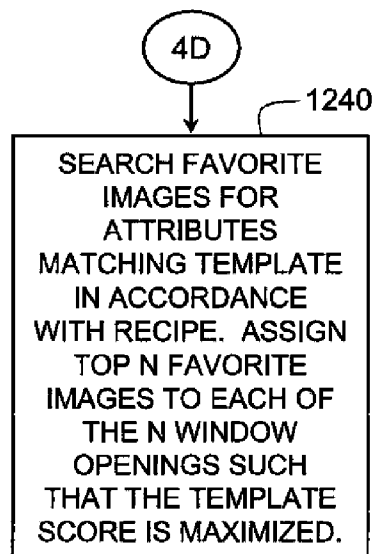 4D
1240
SEARCH FAVORITE
IMAGES FOR
ATTRIBUTES
MATCHING TEMPLATE
IN ACCORDANCE
WITH RECIPE. ASSIGN
TOP N FAVORITE
IMAGES TO EACH OF
THE N WINDOW
OPENINGS SUCH
THAT THE TEMPLATE
SCORE IS MAXIMIZED.